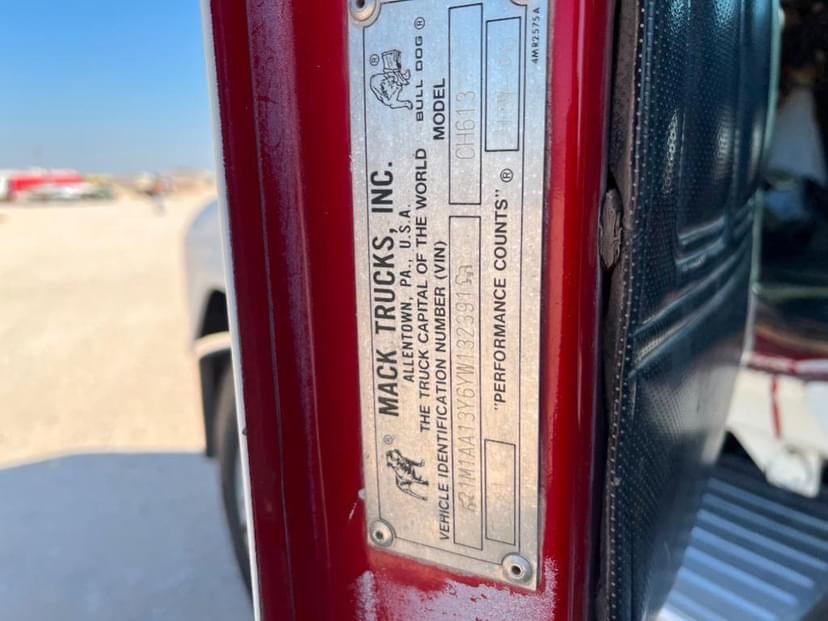 MACK TRUCKS, INC.
ALLENTOWN, PA., U.S.A.
THE TRUCK CAPITAL OF THE WORLD
BULL DOG ®
VEHICLE IDENTIFICATION NUMBER (VIN)
MODEL
1M1AA13Y6YW132391
CH613
"PERFORMANCE COUNTS" ®
4MR2575A